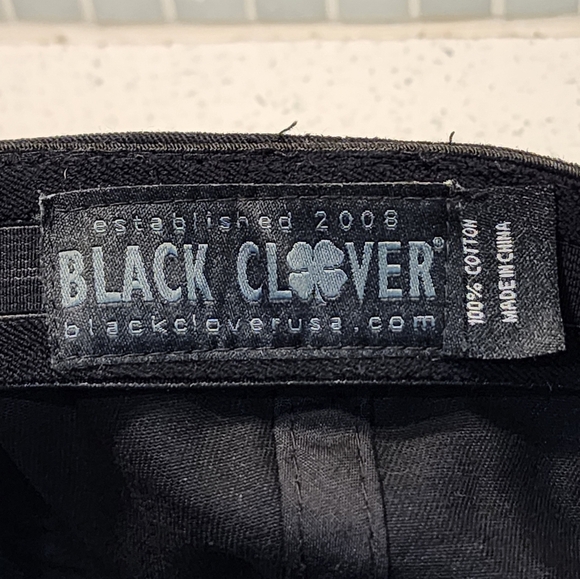 established 2008
BLACK CLOVER®
blackcloverusa.com
100% COTTON
MADE IN CHINA